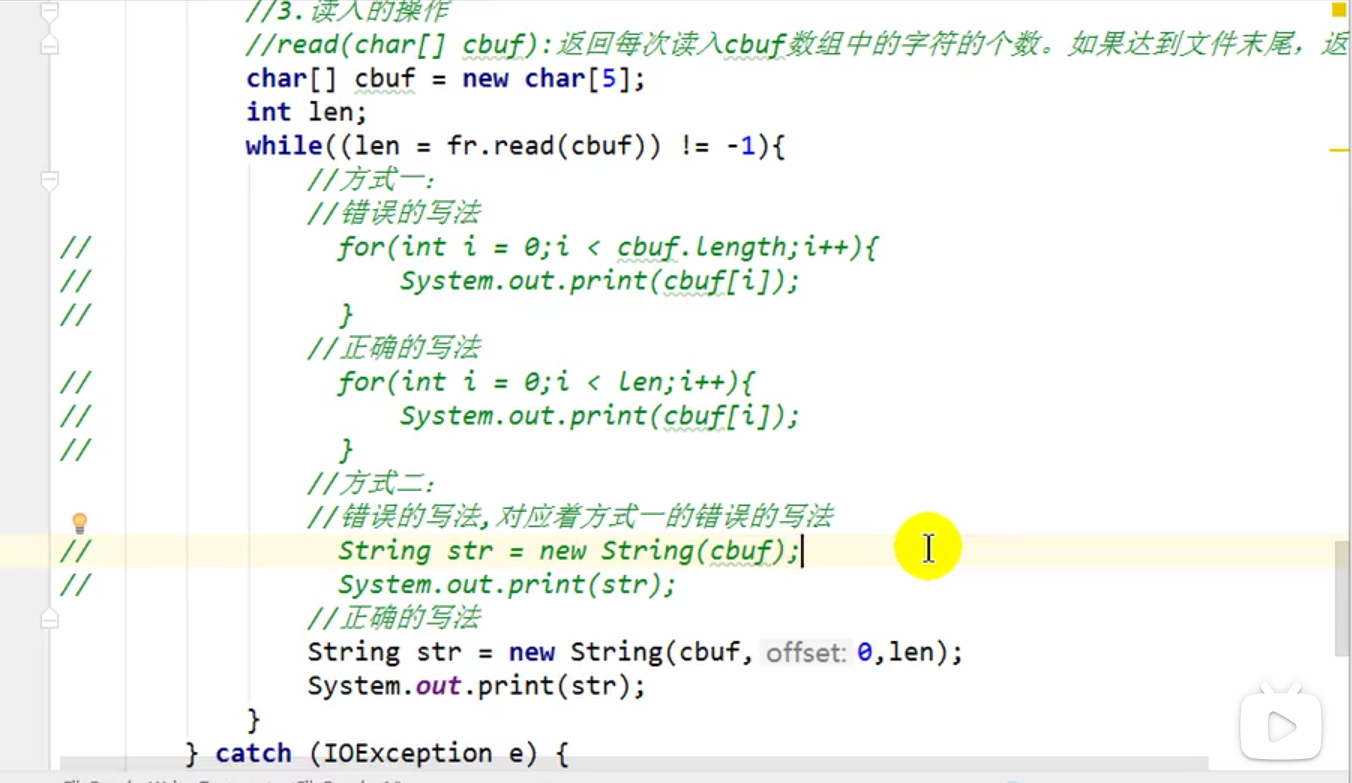 //3.读入的操作
//read(char[] cbuf):返回每次读入cbuf数组中的字符的个数。如果达到文件末尾，返
char[] cbuf = new char[5];
int len;
while((len = fr.read(cbuf)) != -1){
//方式一：
//错误的写法
// for(int i = 0;i < cbuf.length;i++){
// System.out.print(cbuf[i]);
// }
//正确的写法
// for(int i = 0;i < len;i++){
// System.out.print(cbuf[i]);
// }
//方式二：
//错误的写法,对应着方式一的错误的写法
// String str = new String(cbuf);
// System.out.print(str);
//正确的写法
String str = new String(cbuf, offset: 0,len);
System.out.print(str);
}
} catch (IOException e) {